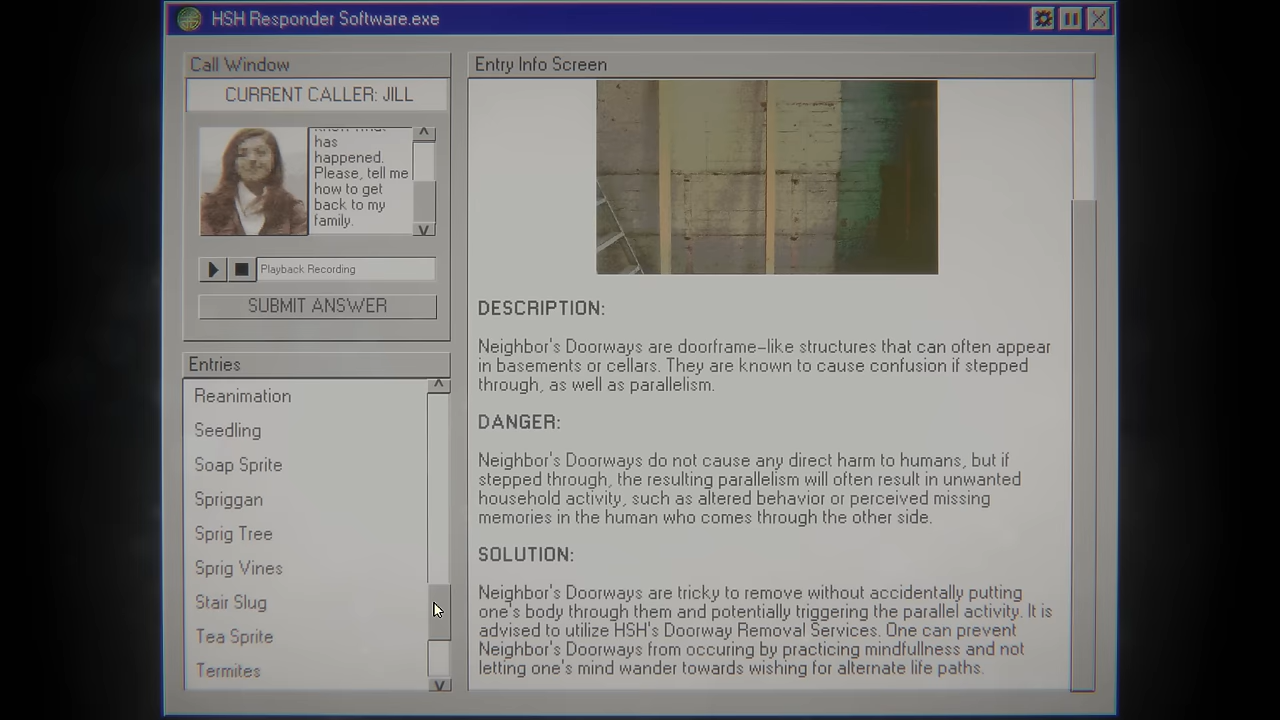 HSH Responder Software.exe
Call Window
CURRENT CALLER: JILL
has
happened.
Please, tell me
how to get
back to my
family.
Playback Recording
SUBMIT ANSWER
Entries
Reanimation
Seedling
Soap Sprite
Spriggan
Sprig Tree
Sprig Vines
Stair Slug
Tea Sprite
Termites
Entry Info Screen
DESCRIPTION:
Neighbor's Doorways are doorframe-like structures that can often appear
in basements or cellars. They are known to cause confusion if stepped
through, as well as parallelism.
DANGER:
Neighbor's Doorways do not cause any direct harm to humans, but if
stepped through, the resulting parallelism will often result in unwanted
household activity, such as altered behavior or perceived missing
memories in the human who comes through the other side.
SOLUTION:
Neighbor's Doorways are tricky to remove without accidentally putting
one's body through them and potentially triggering the parallel activity. It is
advised to utilize HSH's Doorway Removal Services. One can prevent
Neighbor's Doorways from occuring by practicing mindfullness and not
letting one's mind wander towards wishing for alternate life paths.